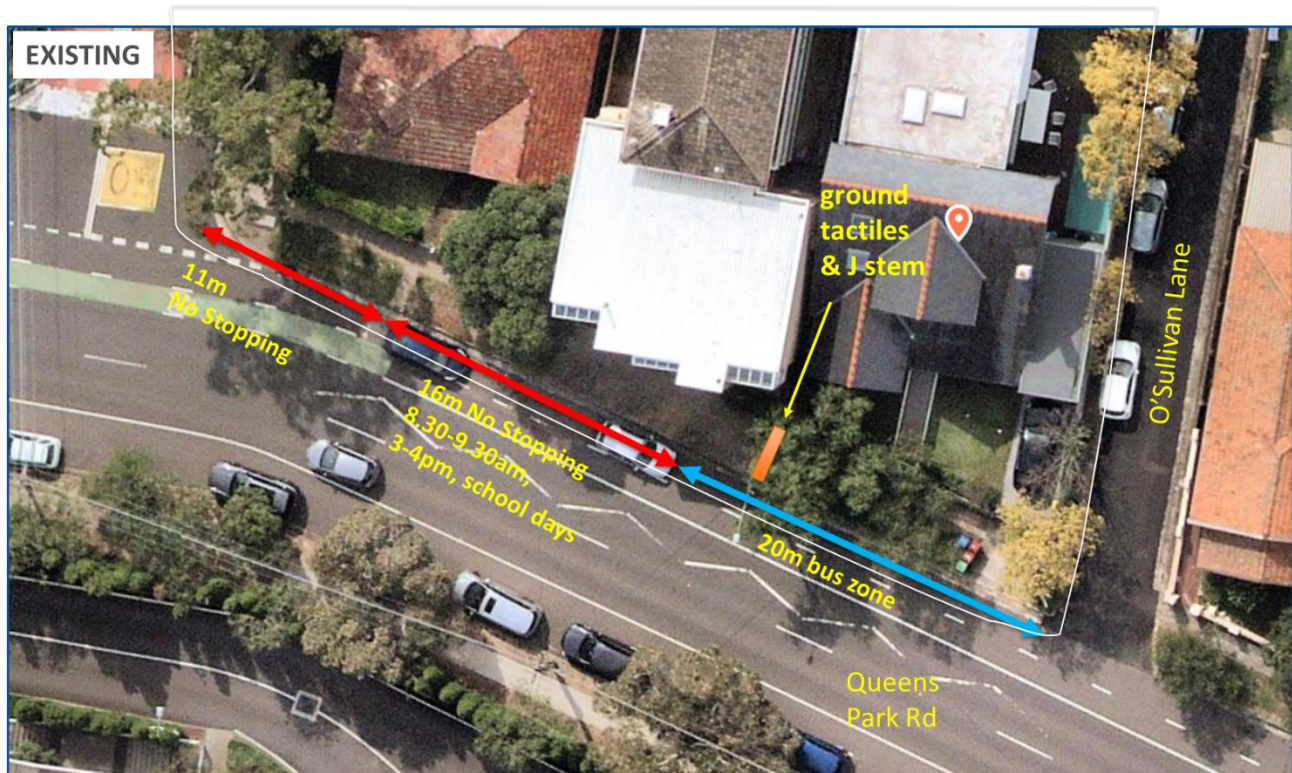 EXISTING
ground
tactiles
& J stem
11m
No Stopping
16m No Stopping
8.30-9.30am,
3-4pm, school days
20m bus zone
O'Sullivan Lane
Queens
Park Rd